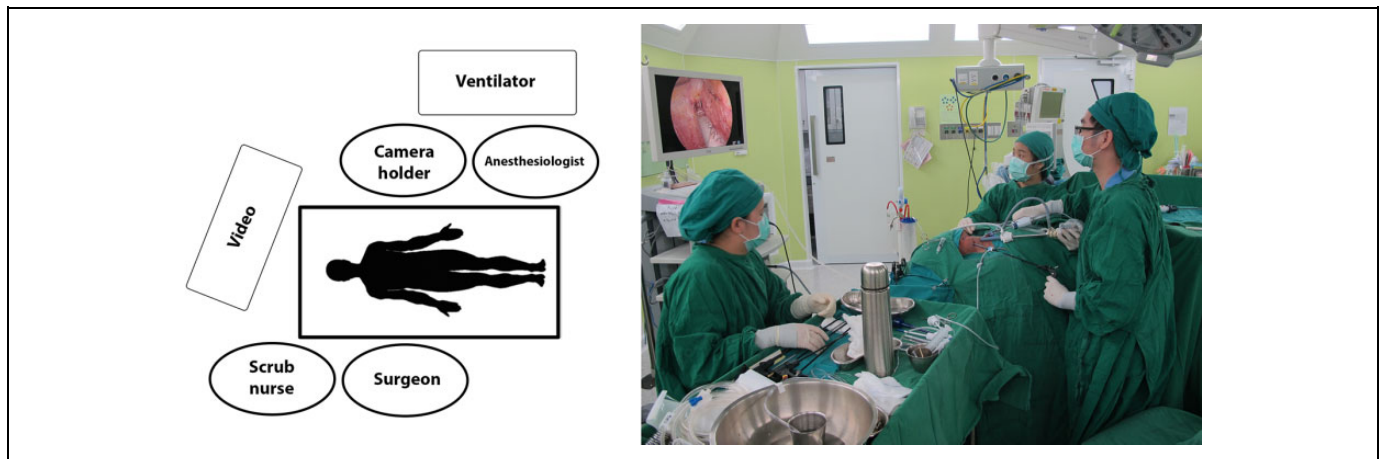 Ventilator
Camera
holder
Anesthesiologist
Video
Scrub
nurse
Surgeon